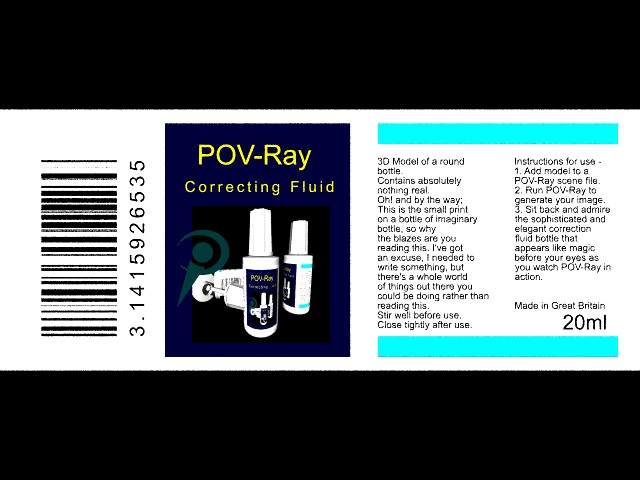 3.1415926535
POV-Ray
Correcting Fluid
POV-Ray
3D Model of a round
bottle.
Contains absolutely
nothing real.
Oh! and by the way;
This is the small print
on a bottle of imaginary
bottle, so why
the blazes are you
reading this. I've got
an excuse, I needed to
write something, but
there's a whole world
of things out there you
could be doing rather than
reading this.
Stir well before use.
Close tightly after use.
Instructions for use -
1. Add model to a
POV-Ray scene file.
2. Run POV-Ray to
generate your image.
3. Sit back and admire
the sophisticated and
elegant correction
fluid bottle that
appears like magic
before your eyes as
you watch POV-Ray in
action.
Made in Great Britain
20ml